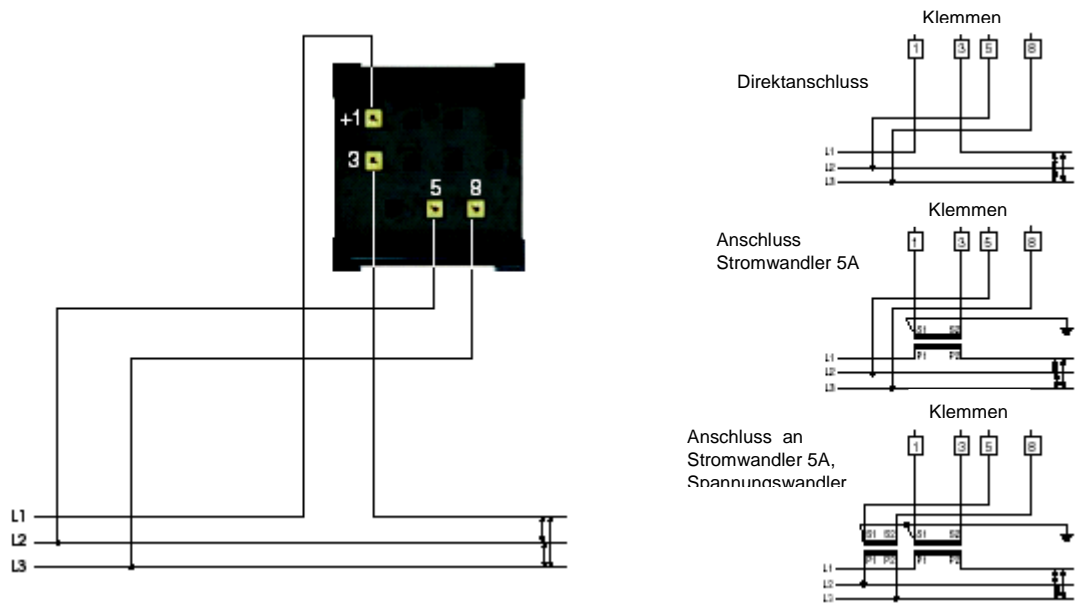 +1
3
5 8
L1
L2
L3
Klemmen
1 3 5 8
Direktanschluss
L1
L2
L3
Klemmen
1 3 5 8
Anschluss
Stromwandler 5A
S1 S2
P1 P2
L1
L2
L3
Klemmen
1 3 5 8
Anschluss an
Stromwandler 5A,
Spannungswandler
S1 S2 S1 S2
P1 P2 P1 P2
L1
L2
L3